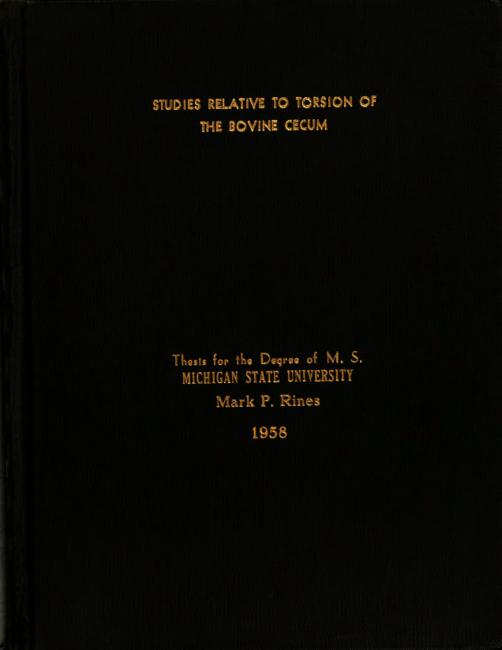 STUDIES RELATIVE TO TORSION OF
THE BOVINE CECUM
Thesis for the Degree of M. S.
MICHIGAN STATE UNIVERSITY
Mark P. Rines
1958